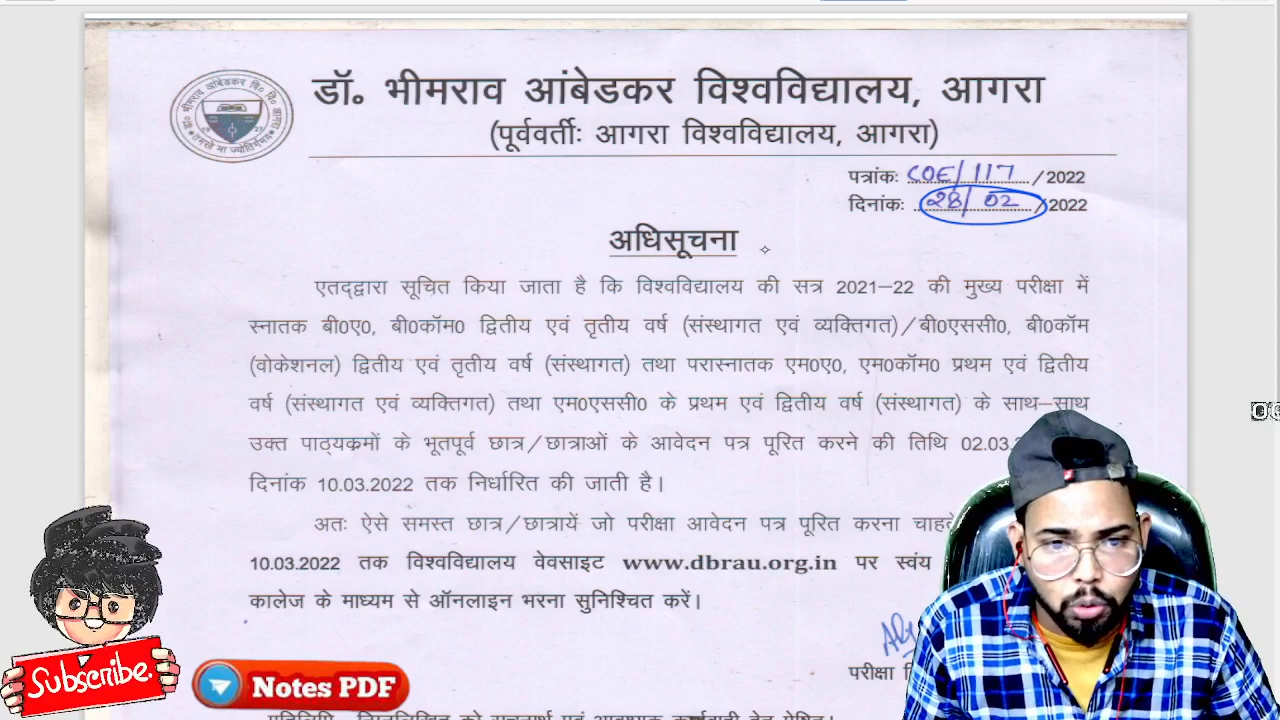 डॉ० भीमराव आंबेडकर विश्वविद्यालय, आगरा
(पूर्ववर्तीः आगरा विश्वविद्यालय, आगरा)
पत्रांकः COE/117 /2022
दिनांकः 28/02 /2022
अधिसूचना
एतद्द्वारा सूचित किया जाता है कि विश्वविद्यालय की सत्र 2021–22 की मुख्य परीक्षा में
स्नातक बी0ए0, बी0कॉम0 द्वितीय एवं तृतीय वर्ष (संस्थागत एवं व्यक्तिगत)/बी0एससी0, बी0कॉम
(वोकेशनल) द्वितीय एवं तृतीय वर्ष (संस्थागत) तथा परास्नातक एम0ए0, एम0कॉम0 प्रथम एवं द्वितीय
वर्ष (संस्थागत एवं व्यक्तिगत) तथा एम0एससी0 के प्रथम एवं द्वितीय वर्ष (संस्थागत) के साथ–साथ
उक्त पाठ्यक्रमों के भूतपूर्व छात्र/छात्राओं के आवेदन पत्र पूरित करने की तिथि 02.03.
दिनांक 10.03.2022 तक निर्धारित की जाती है।
अतः ऐसे समस्त छात्र/छात्रायें जो परीक्षा आवेदन पत्र पूरित करना
10.03.2022 तक विश्वविद्यालय वेवसाइट www.dbrau.org.in पर स्वंय
कालेज के माध्यम से ऑनलाइन भरना सुनिश्चित करें।
परीक्षा
Subscribe.
Notes PDF